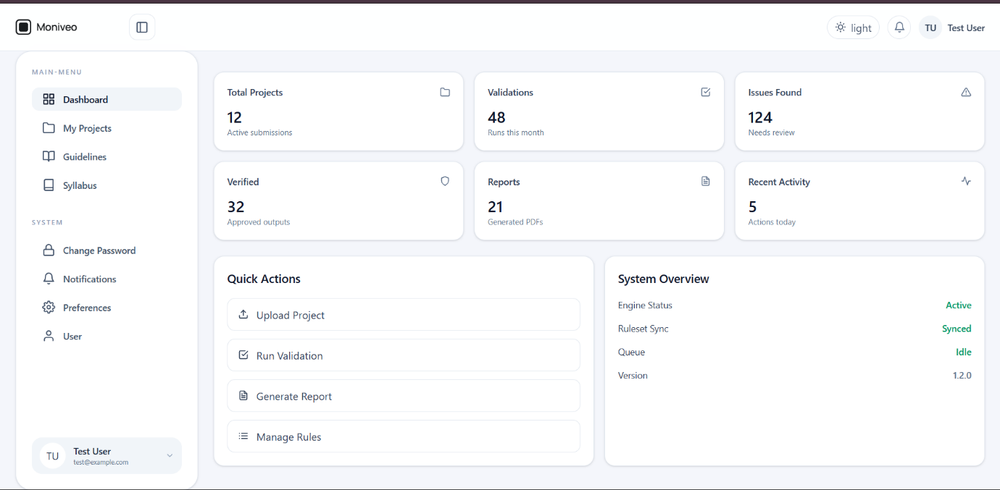 Moniveo
light
TU
Test User
MAIN-MENU
Dashboard
My Projects
Guidelines
Syllabus
SYSTEM
Change Password
Notifications
Preferences
User
TU
Test User
test@example.com
Total Projects
12
Active submissions
Validations
48
Runs this month
Issues Found
124
Needs review
Verified
32
Approved outputs
Reports
21
Generated PDFs
Recent Activity
5
Actions today
Quick Actions
Upload Project
Run Validation
Generate Report
Manage Rules
System Overview
Engine Status Active
Ruleset Sync Synced
Queue Idle
Version 1.2.0